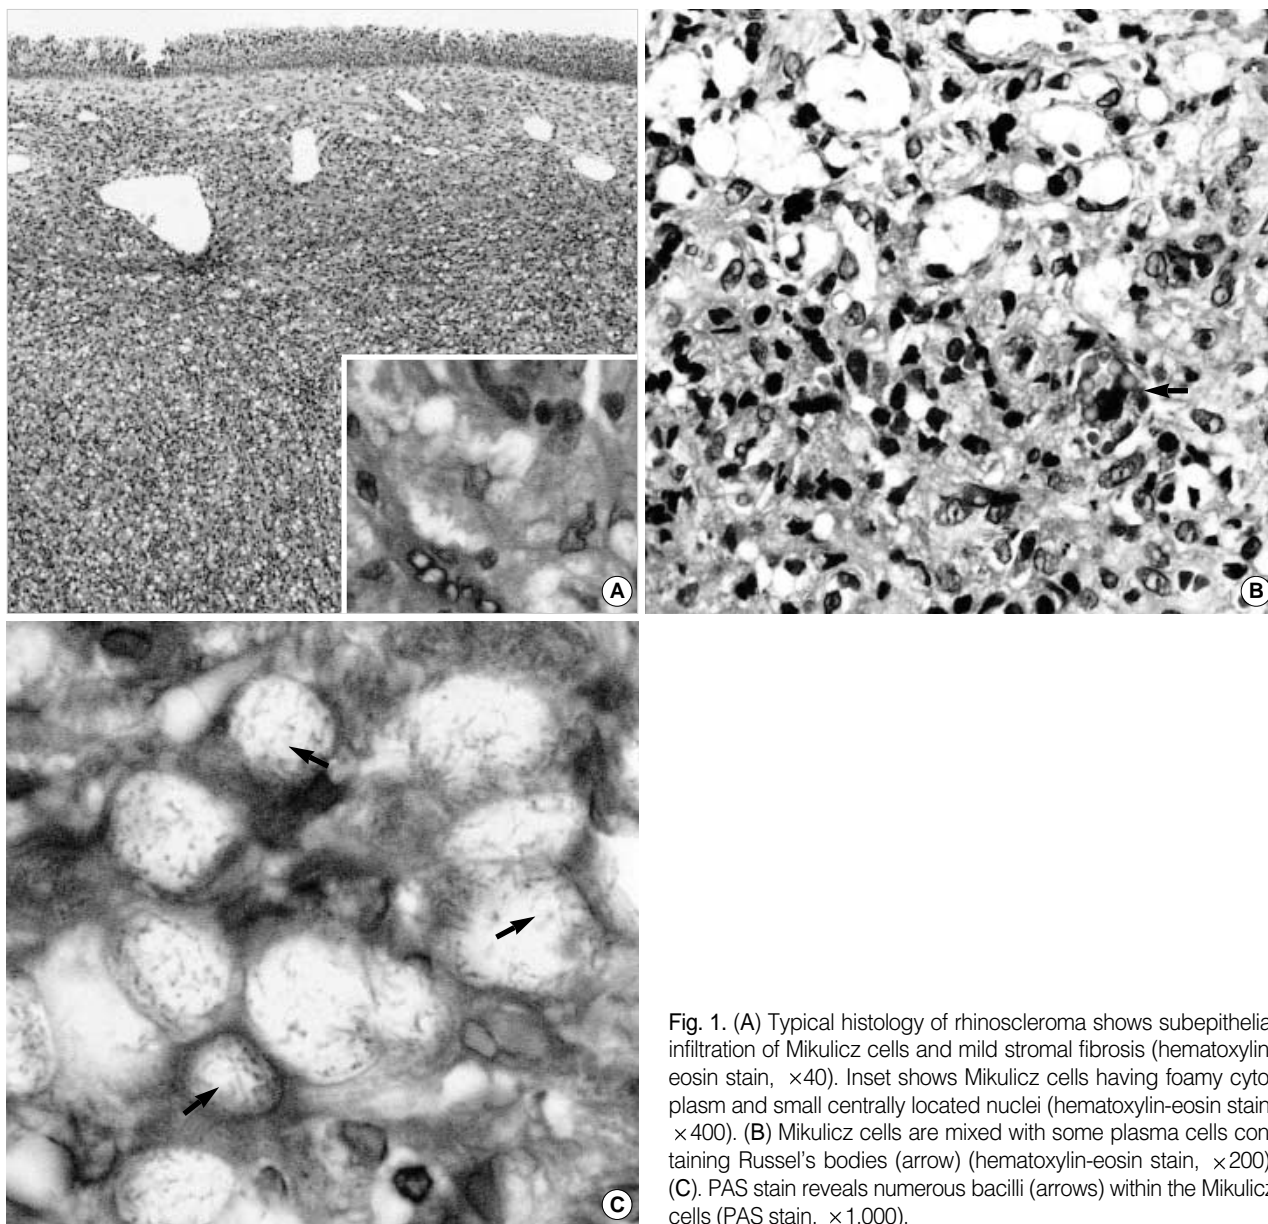 A
B
C
Fig. 1. (A) Typical histology of rhinoscleroma shows subepithelia
infiltration of Mikulicz cells and mild stromal fibrosis (hematoxylin
eosin stain, ×40). Inset shows Mikulicz cells having foamy cyto
plasm and small centrally located nuclei (hematoxylin-eosin stain
×400). (B) Mikulicz cells are mixed with some plasma cells con
taining Russel's bodies (arrow) (hematoxylin-eosin stain, ×200)
(C). PAS stain reveals numerous bacilli (arrows) within the Mikulicz
cells (PAS stain, ×1,000).